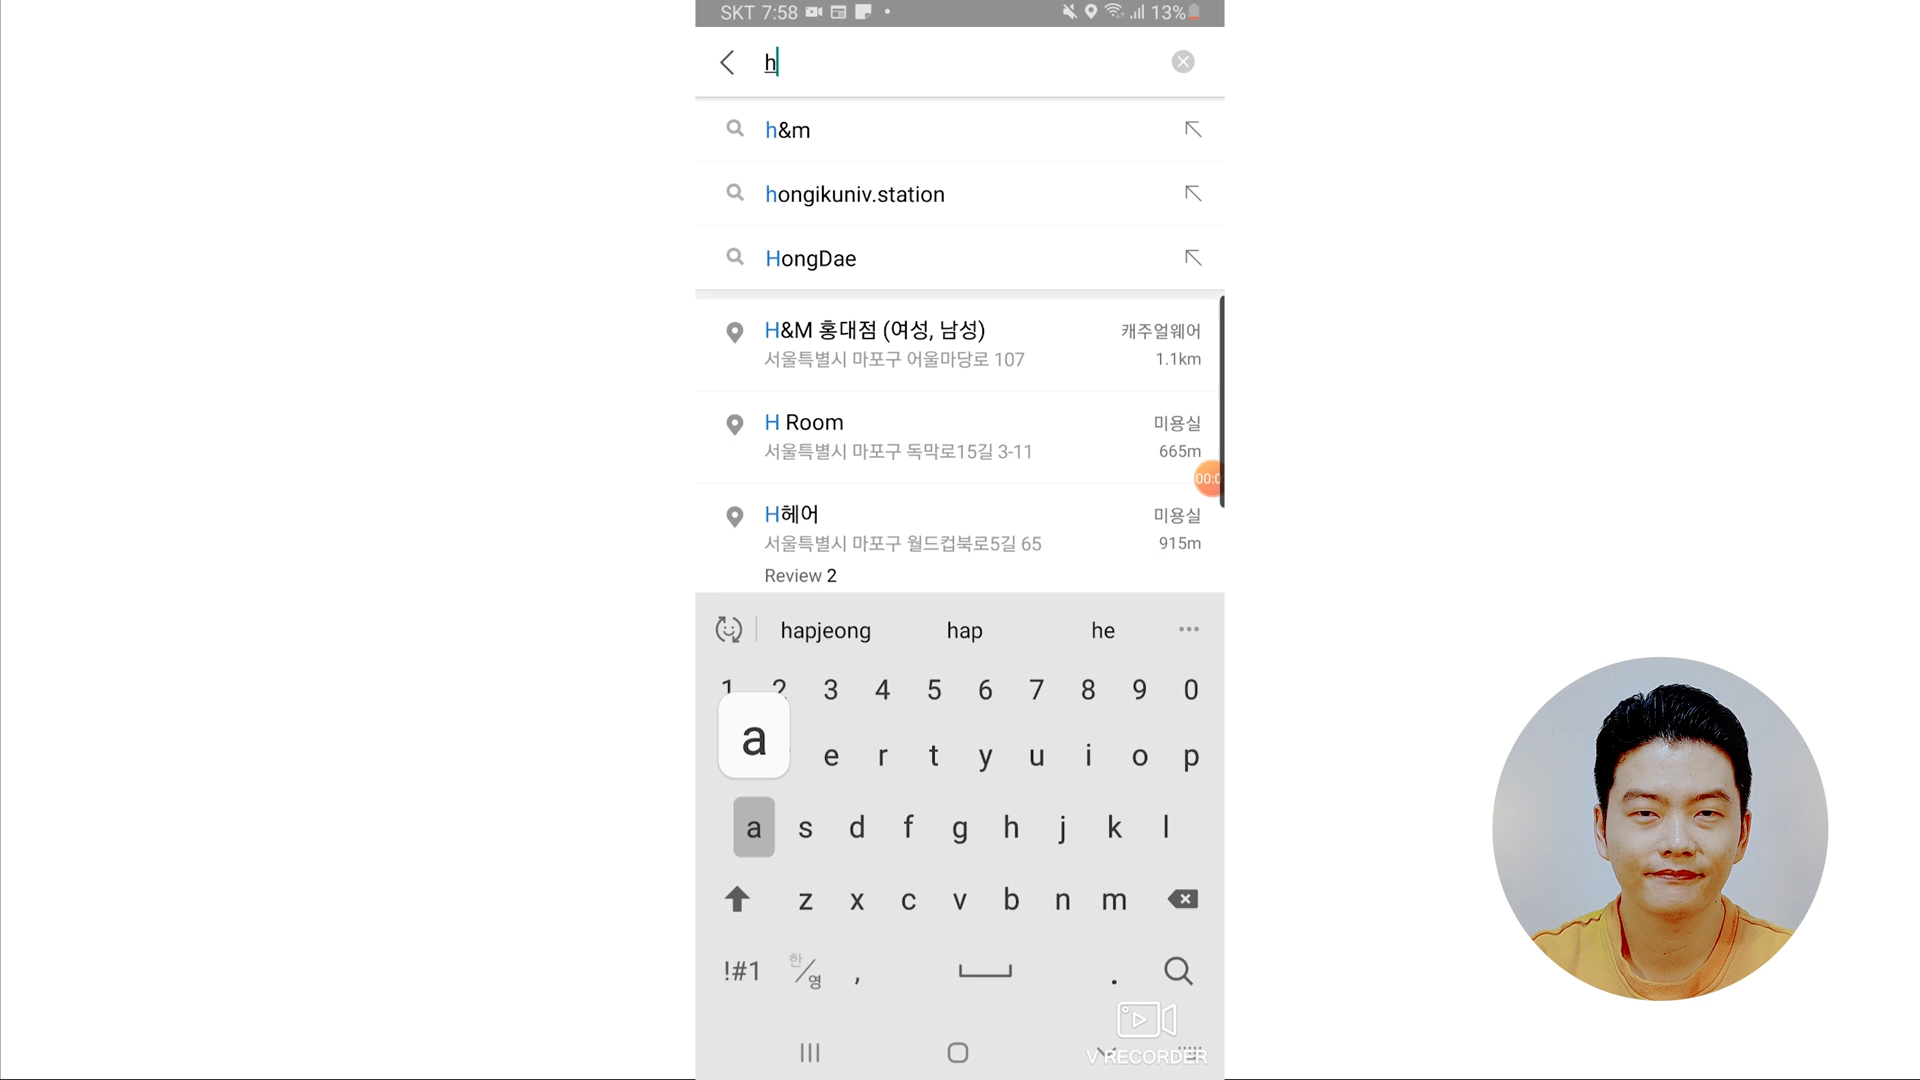 SKT 7:58 13%
h
h&m
hongikuniv.station
HongDae
H&M 홍대점 (여성, 남성) 캐주얼웨어
서울특별시 마포구 어울마당로 107 1.1km
H Room 미용실
서울특별시 마포구 독막로15길 3-11 665m
00:0
H헤어 미용실
서울특별시 마포구 월드컵북로5길 65 915m
Review 2
hapjeong hap he
1 2 3 4 5 6 7 8 9 0
a
e r t y u i o p
a s d f g h j k l
z x c v b n m
!#1 한/영 , .
V RECORDER